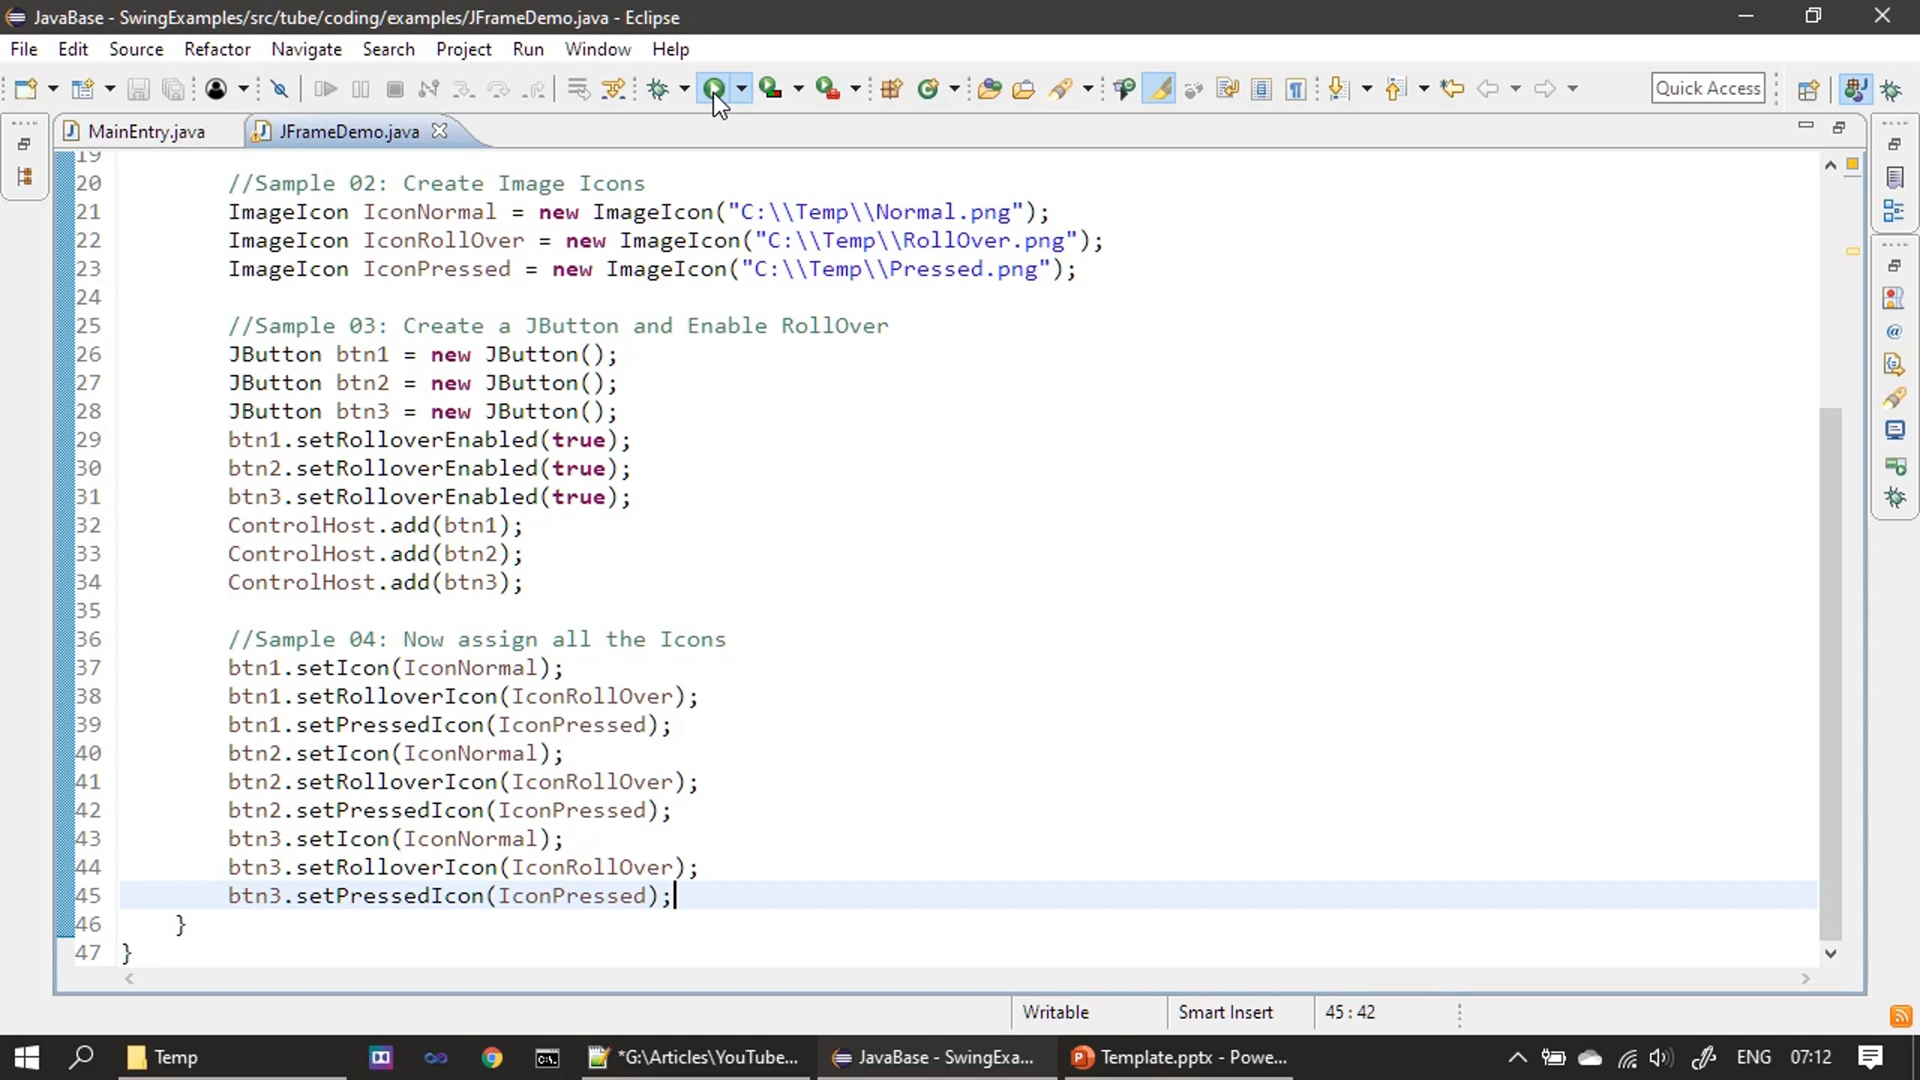 JavaBase - SwingExamples/src/tube/coding/examples/JFrameDemo.java - Eclipse
File Edit Source Refactor Navigate Search Project Run Window Help
Quick Access
MainEntry.java JFrameDemo.java
19
20 //Sample 02: Create Image Icons
21 ImageIcon IconNormal = new ImageIcon("C:\\Temp\\Normal.png");
22 ImageIcon IconRollOver = new ImageIcon("C:\\Temp\\RollOver.png");
23 ImageIcon IconPressed = new ImageIcon("C:\\Temp\\Pressed.png");
24
25 //Sample 03: Create a JButton and Enable RollOver
26 JButton btn1 = new JButton();
27 JButton btn2 = new JButton();
28 JButton btn3 = new JButton();
29 btn1.setRolloverEnabled(true);
30 btn2.setRolloverEnabled(true);
31 btn3.setRolloverEnabled(true);
32 ControlHost.add(btn1);
33 ControlHost.add(btn2);
34 ControlHost.add(btn3);
35
36 //Sample 04: Now assign all the Icons
37 btn1.setIcon(IconNormal);
38 btn1.setRolloverIcon(IconRollOver);
39 btn1.setPressedIcon(IconPressed);
40 btn2.setIcon(IconNormal);
41 btn2.setRolloverIcon(IconRollOver);
42 btn2.setPressedIcon(IconPressed);
43 btn3.setIcon(IconNormal);
44 btn3.setRolloverIcon(IconRollOver);
45 btn3.setPressedIcon(IconPressed);
46 }
47 }
Writable Smart Insert 45 : 42
Temp *G:\Articles\YouTube... JavaBase - SwingExa... Template.pptx - Powe... ENG 07:12